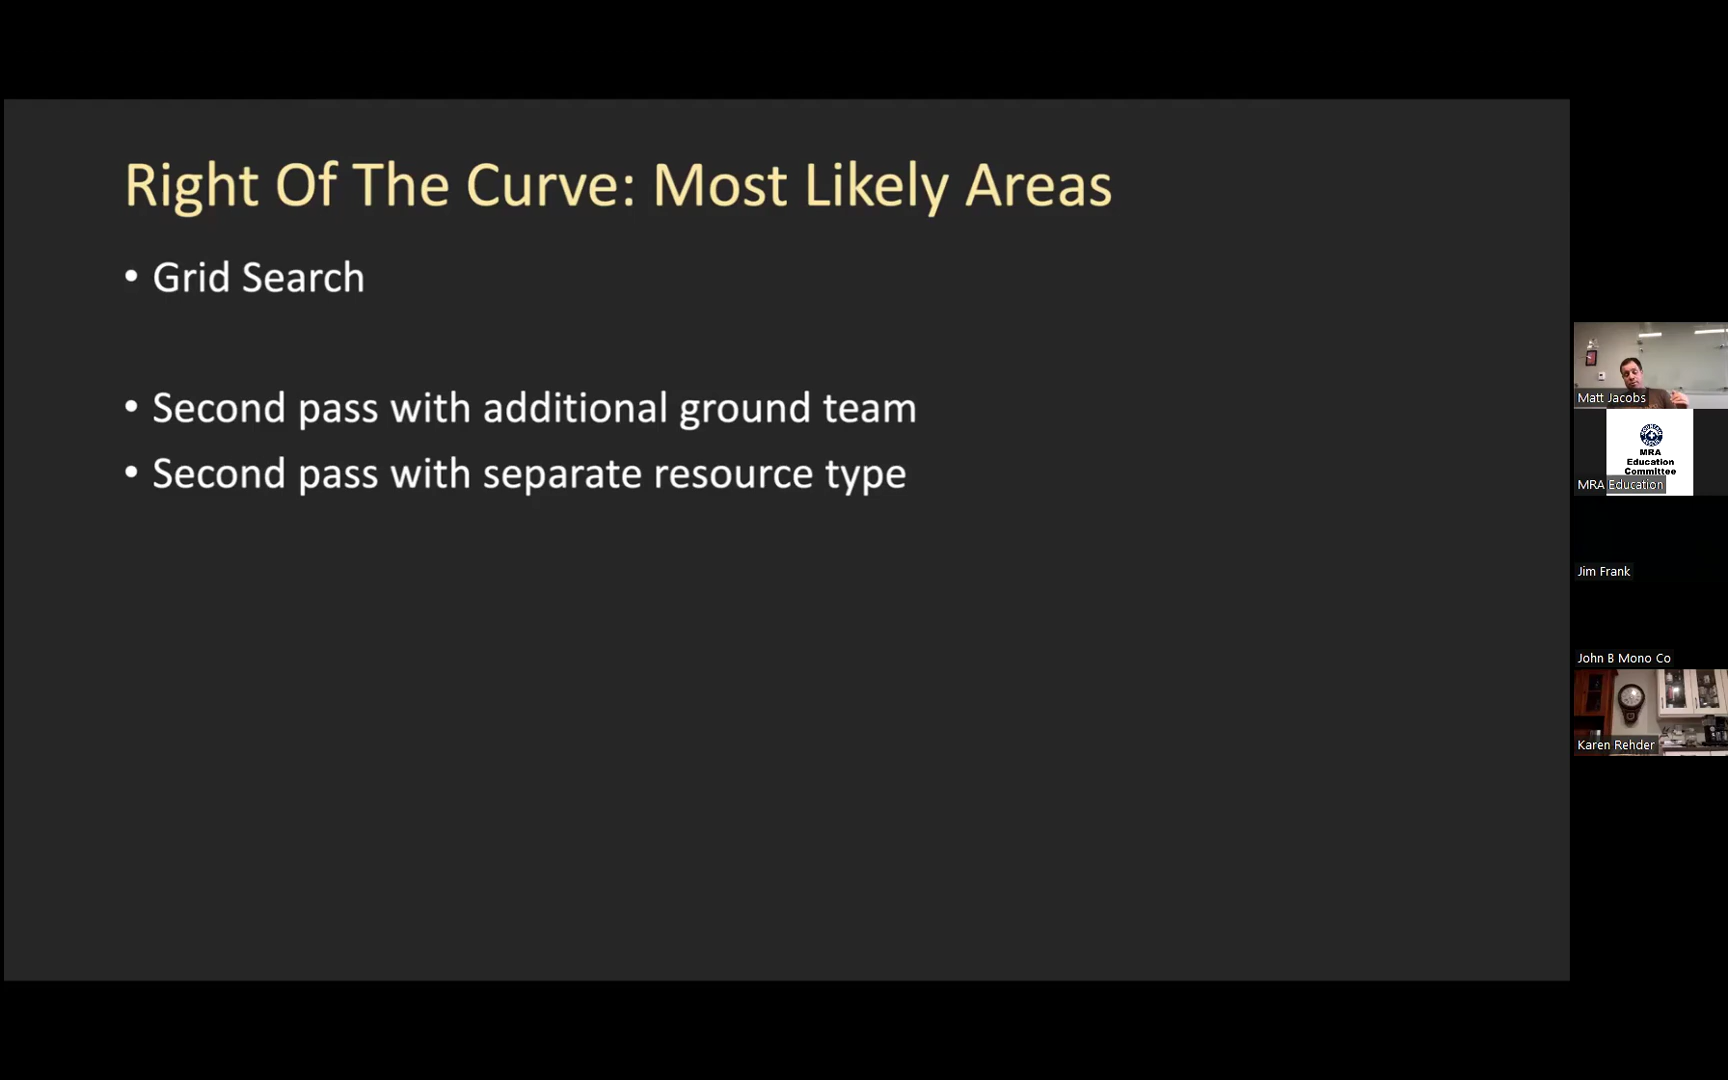 Right Of The Curve: Most Likely Areas
• Grid Search
• Second pass with additional ground team
• Second pass with separate resource type
Matt Jacobs
MRA
Education
Committee
MRA Education
Jim Frank
John B Mono Co
Karen Rehder